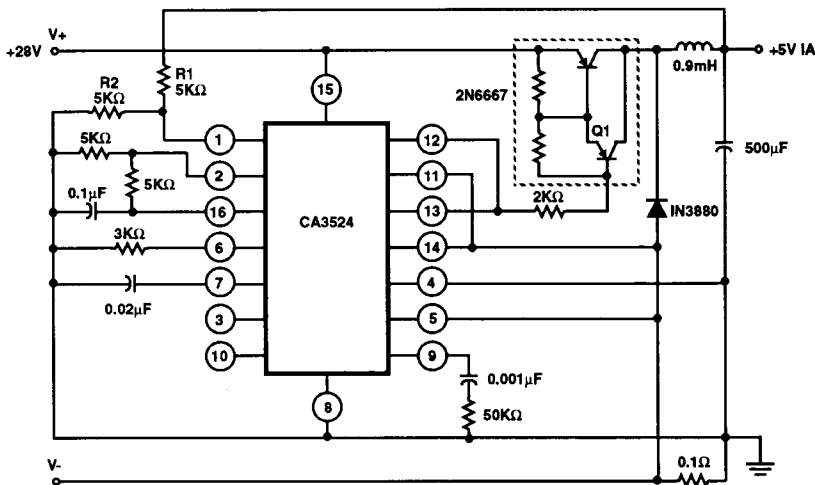 V+
+28V
R2
5KΩ
R1
5KΩ
15
2N6667
Q1
0.9mH
+5V IA
500µF
1
5KΩ
2
5KΩ
0.1µF
16
3KΩ
6
7
0.02µF
3
10
CA3524
12
11
13
2KΩ
14
4
5
9
IN3880
0.001µF
50KΩ
8
V-
0.1Ω